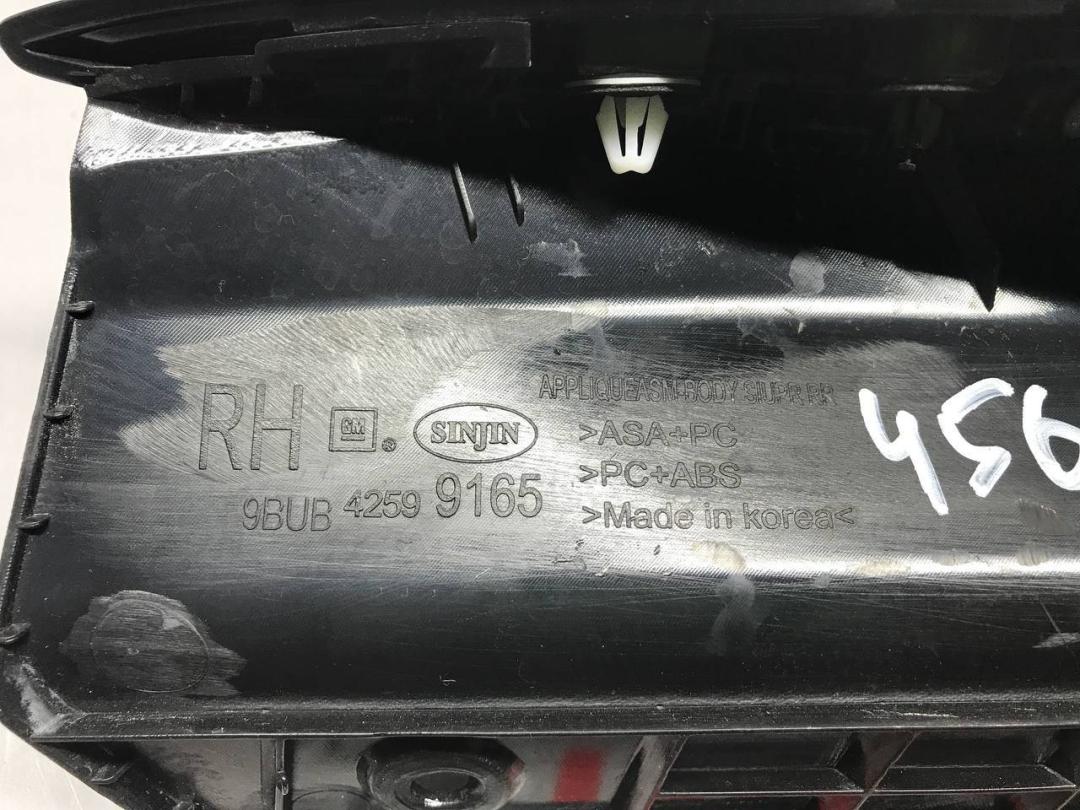 RH GM ® SINJIN
9BUB 4259 9165
APPLIQUE ASM-BODY SI UPR RR
>ASA+PC
>PC+ABS
>Made in korea<
456